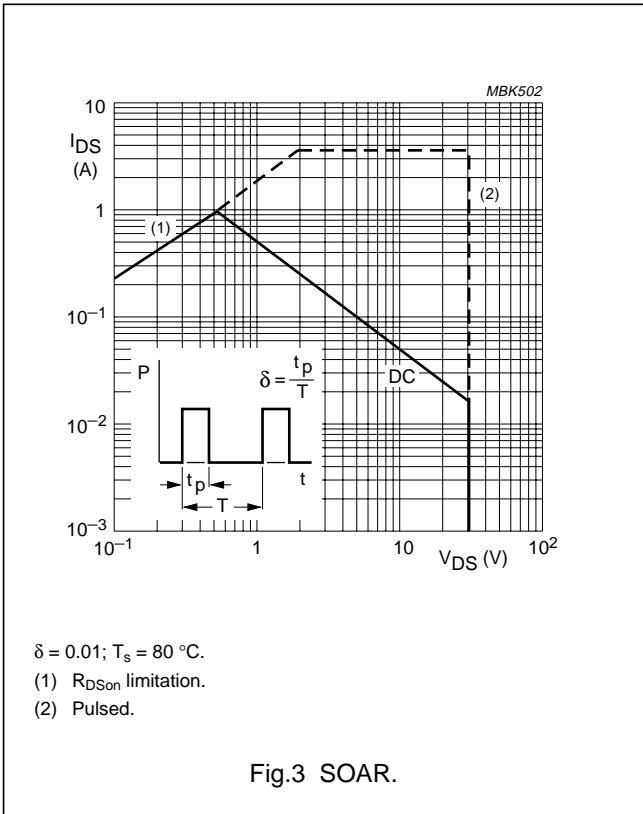 MBK502
10
I_DS
(A)
(1)
(2)
1
10^−1
P
δ = t_p / T
DC
10^−2
t_p
t
T
10^−3
10^−1
1
10
V_DS (V)
10^2
δ = 0.01; T_s = 80 °C.
(1) R_DSon limitation.
(2) Pulsed.
Fig.3 SOAR.